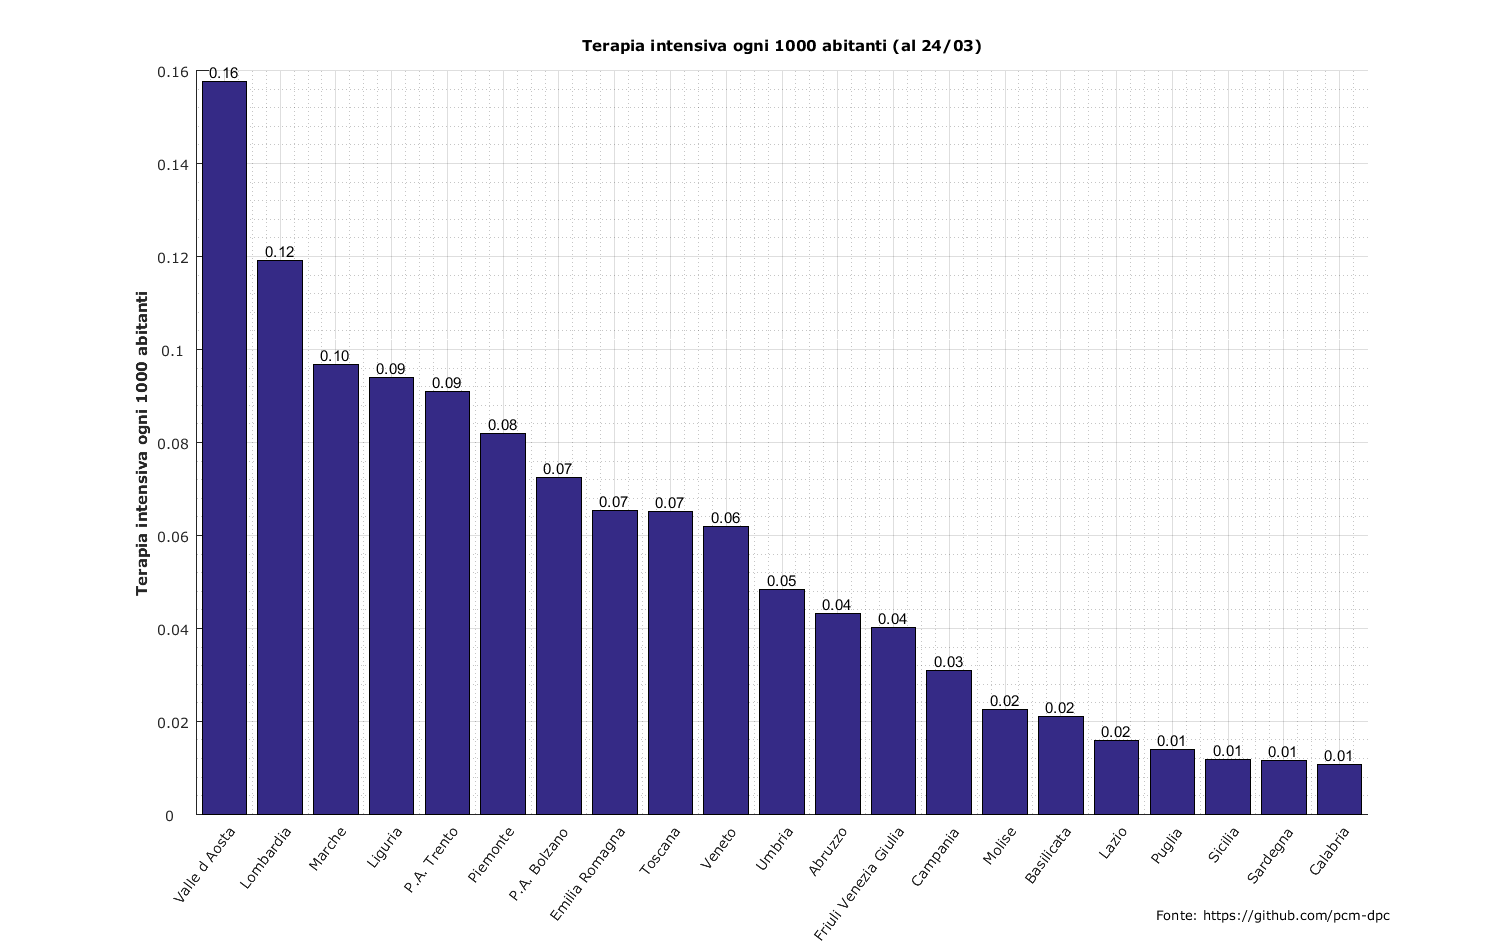 Terapia intensiva ogni 1000 abitanti (al 24/03)
Terapia intensiva ogni 1000 abitanti
0.16
0.14
0.12
0.1
0.08
0.06
0.04
0.02
0
0.16
0.12
0.10
0.09
0.09
0.08
0.07
0.07
0.07
0.06
0.05
0.04
0.04
0.03
0.02
0.02
0.02
0.01
0.01
0.01
0.01
Valle d Aosta
Lombardia
Marche
Liguria
P.A. Trento
Piemonte
P.A. Bolzano
Emilia Romagna
Toscana
Veneto
Umbria
Abruzzo
Friuli Venezia Giulia
Campania
Molise
Basilicata
Lazio
Puglia
Sicilia
Sardegna
Calabria
Fonte: https://github.com/pcm-dpc